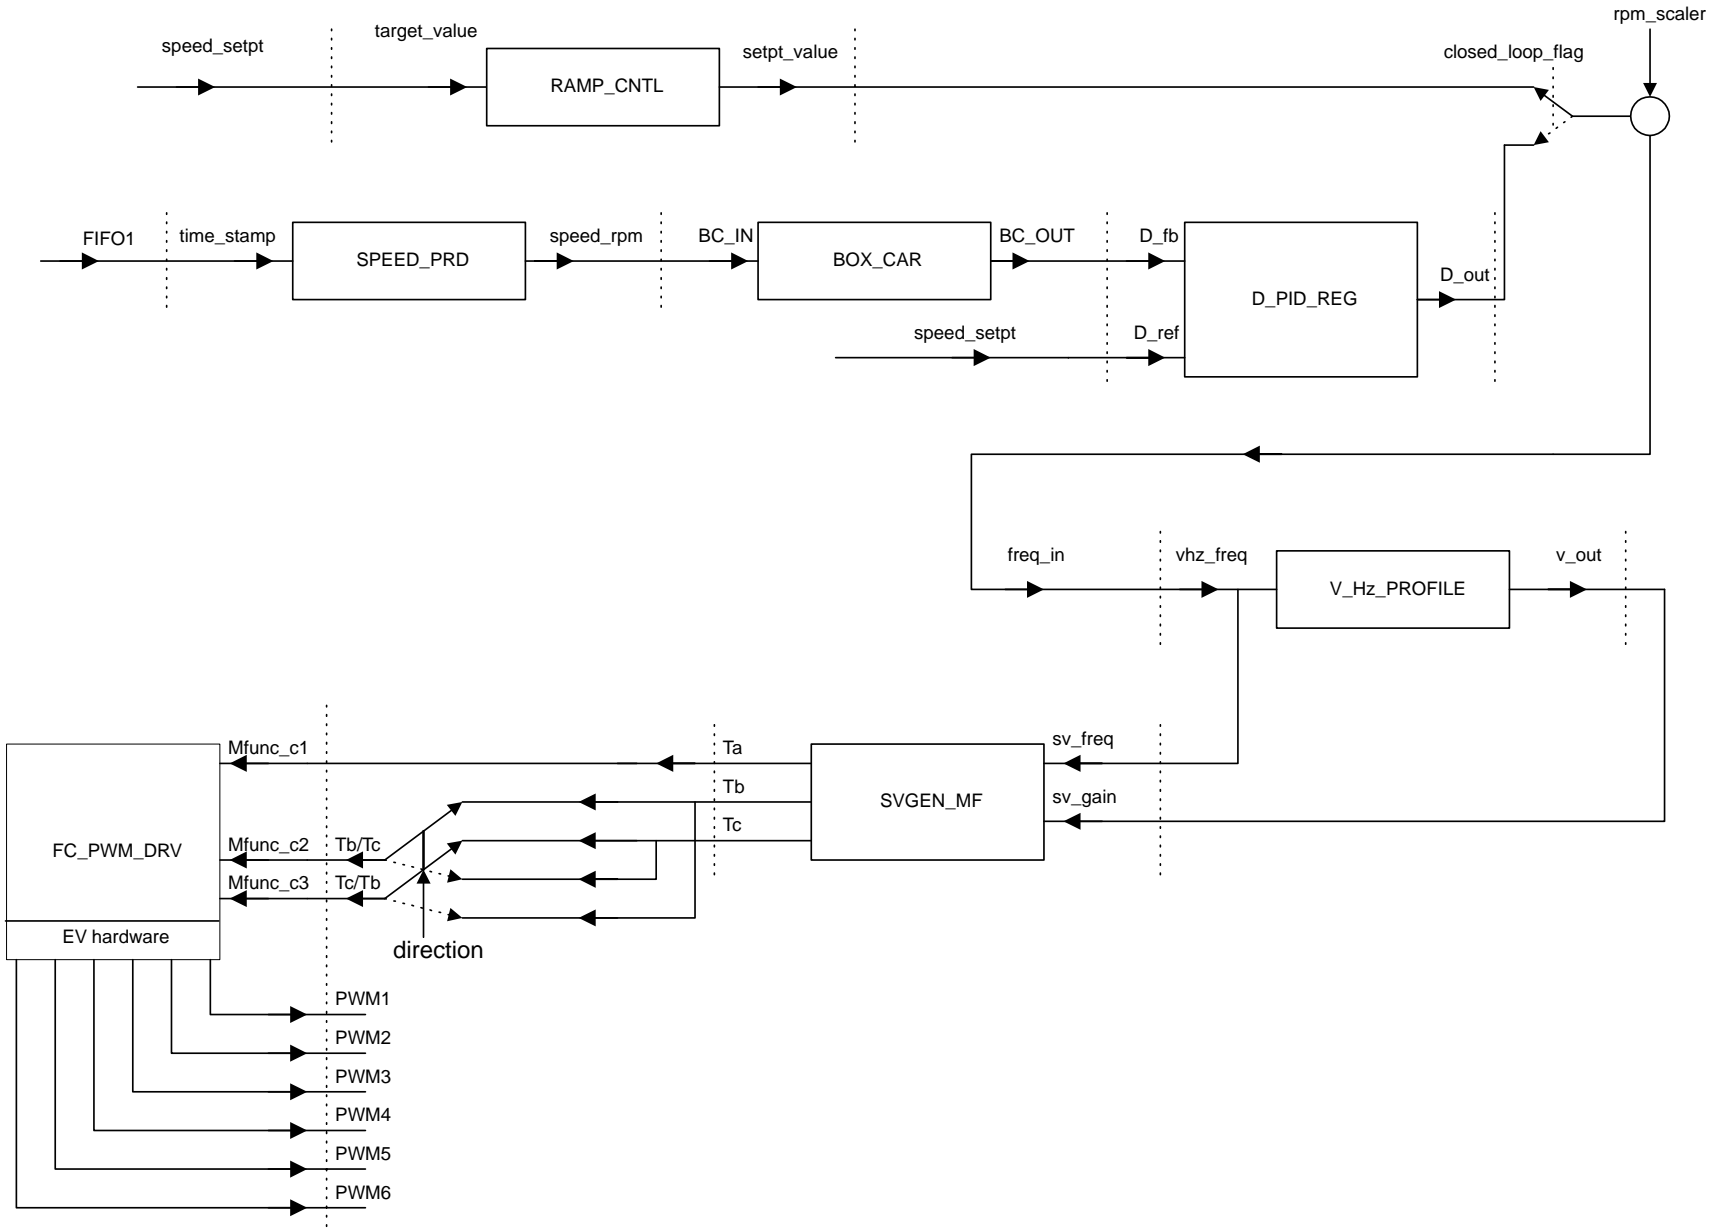 rpm_scaler
speed_setpt
target_value
setpt_value
closed_loop_flag
RAMP_CNTL
FIFO1
time_stamp
SPEED_PRD
speed_rpm
BC_IN
BOX_CAR
BC_OUT
D_fb
D_PID_REG
D_out
speed_setpt
D_ref
freq_in
vhz_freq
V_Hz_PROFILE
v_out
Mfunc_c1
Ta
sv_freq
Tb
SVGEN_MF
sv_gain
Tc
FC_PWM_DRV
Mfunc_c2
Tb/Tc
Mfunc_c3
Tc/Tb
EV hardware
direction
PWM1
PWM2
PWM3
PWM4
PWM5
PWM6